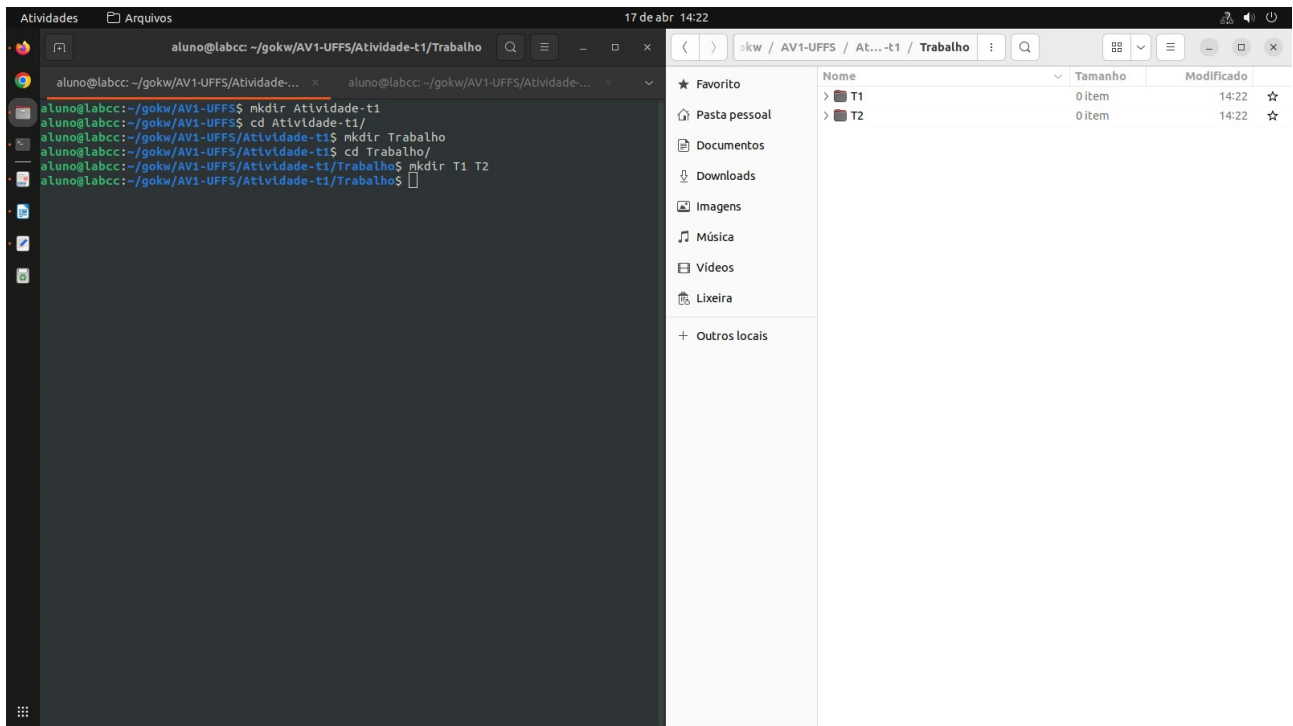 Atividades Arquivos 17 de abr 14:22
aluno@labcc: ~/gokw/AV1-UFFS/Atividade-t1/Trabalho
aluno@labcc: ~/gokw/AV1-UFFS/Atividade-... aluno@labcc: ~/gokw/AV1-UFFS/Atividade-...
aluno@labcc:~/gokw/AV1-UFFS$ mkdir Atividade-t1
aluno@labcc:~/gokw/AV1-UFFS$ cd Atividade-t1/
aluno@labcc:~/gokw/AV1-UFFS/Atividade-t1$ mkdir Trabalho
aluno@labcc:~/gokw/AV1-UFFS/Atividade-t1$ cd Trabalho/
aluno@labcc:~/gokw/AV1-UFFS/Atividade-t1/Trabalho$ mkdir T1 T2
aluno@labcc:~/gokw/AV1-UFFS/Atividade-t1/Trabalho$
okw / AV1-UFFS / At…-t1 / Trabalho
Favorito
Pasta pessoal
Documentos
Downloads
Imagens
Música
Vídeos
Lixeira
+ Outros locais
Nome Tamanho Modificado
T1 0 item 14:22
T2 0 item 14:22